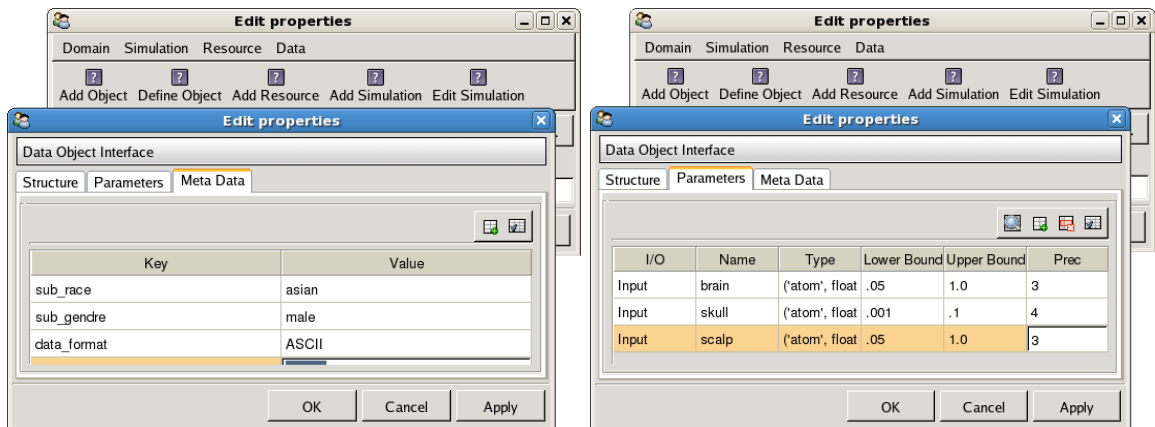 Edit properties
Domain Simulation Resource Data
? ? ? ? ?
Add Object Define Object Add Resource Add Simulation Edit Simulation
Edit properties
Data Object Interface
Structure Parameters Meta Data
Key Value
sub_race asian
sub_gendre male
data_format ASCII
OK Cancel Apply
Edit properties
Domain Simulation Resource Data
? ? ? ? ?
Add Object Define Object Add Resource Add Simulation Edit Simulation
Edit properties
Data Object Interface
Structure Parameters Meta Data
I/O Name Type Lower Bound Upper Bound Prec
Input brain ('atom', float .05 1.0 3
Input skull ('atom', float .001 .1 4
Input scalp ('atom', float .05 1.0 3
OK Cancel Apply